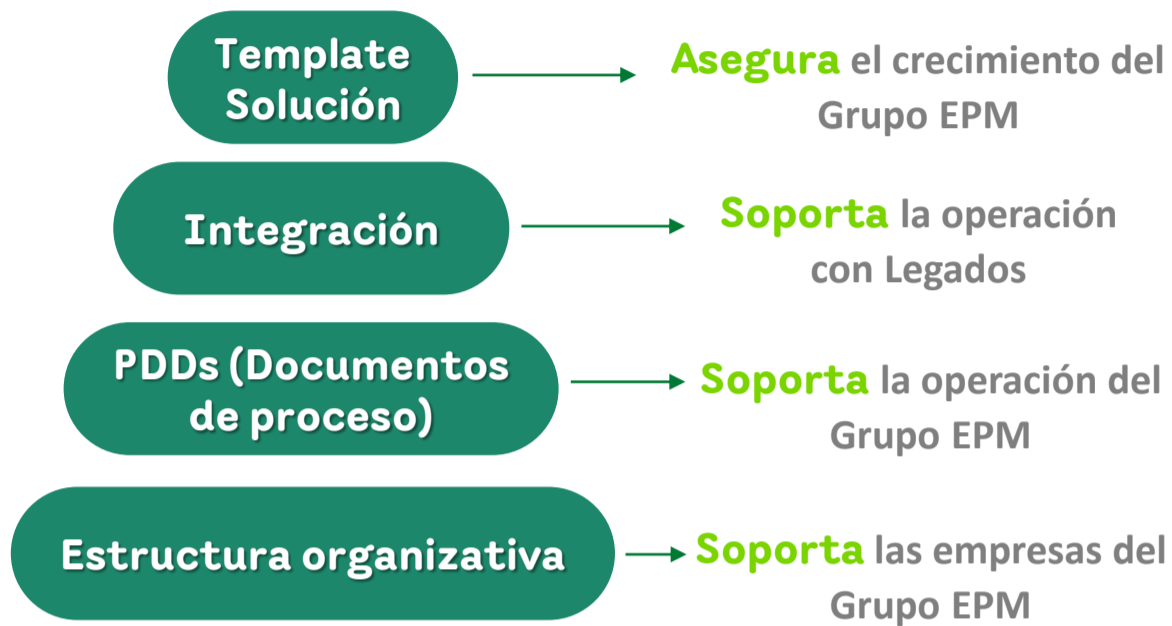 Template
Solución
Asegura el crecimiento del
Grupo EPM
Integración
Soporta la operación
con Legados
PDDs (Documentos
de proceso)
Soporta la operación del
Grupo EPM
Estructura organizativa
Soporta las empresas del
Grupo EPM